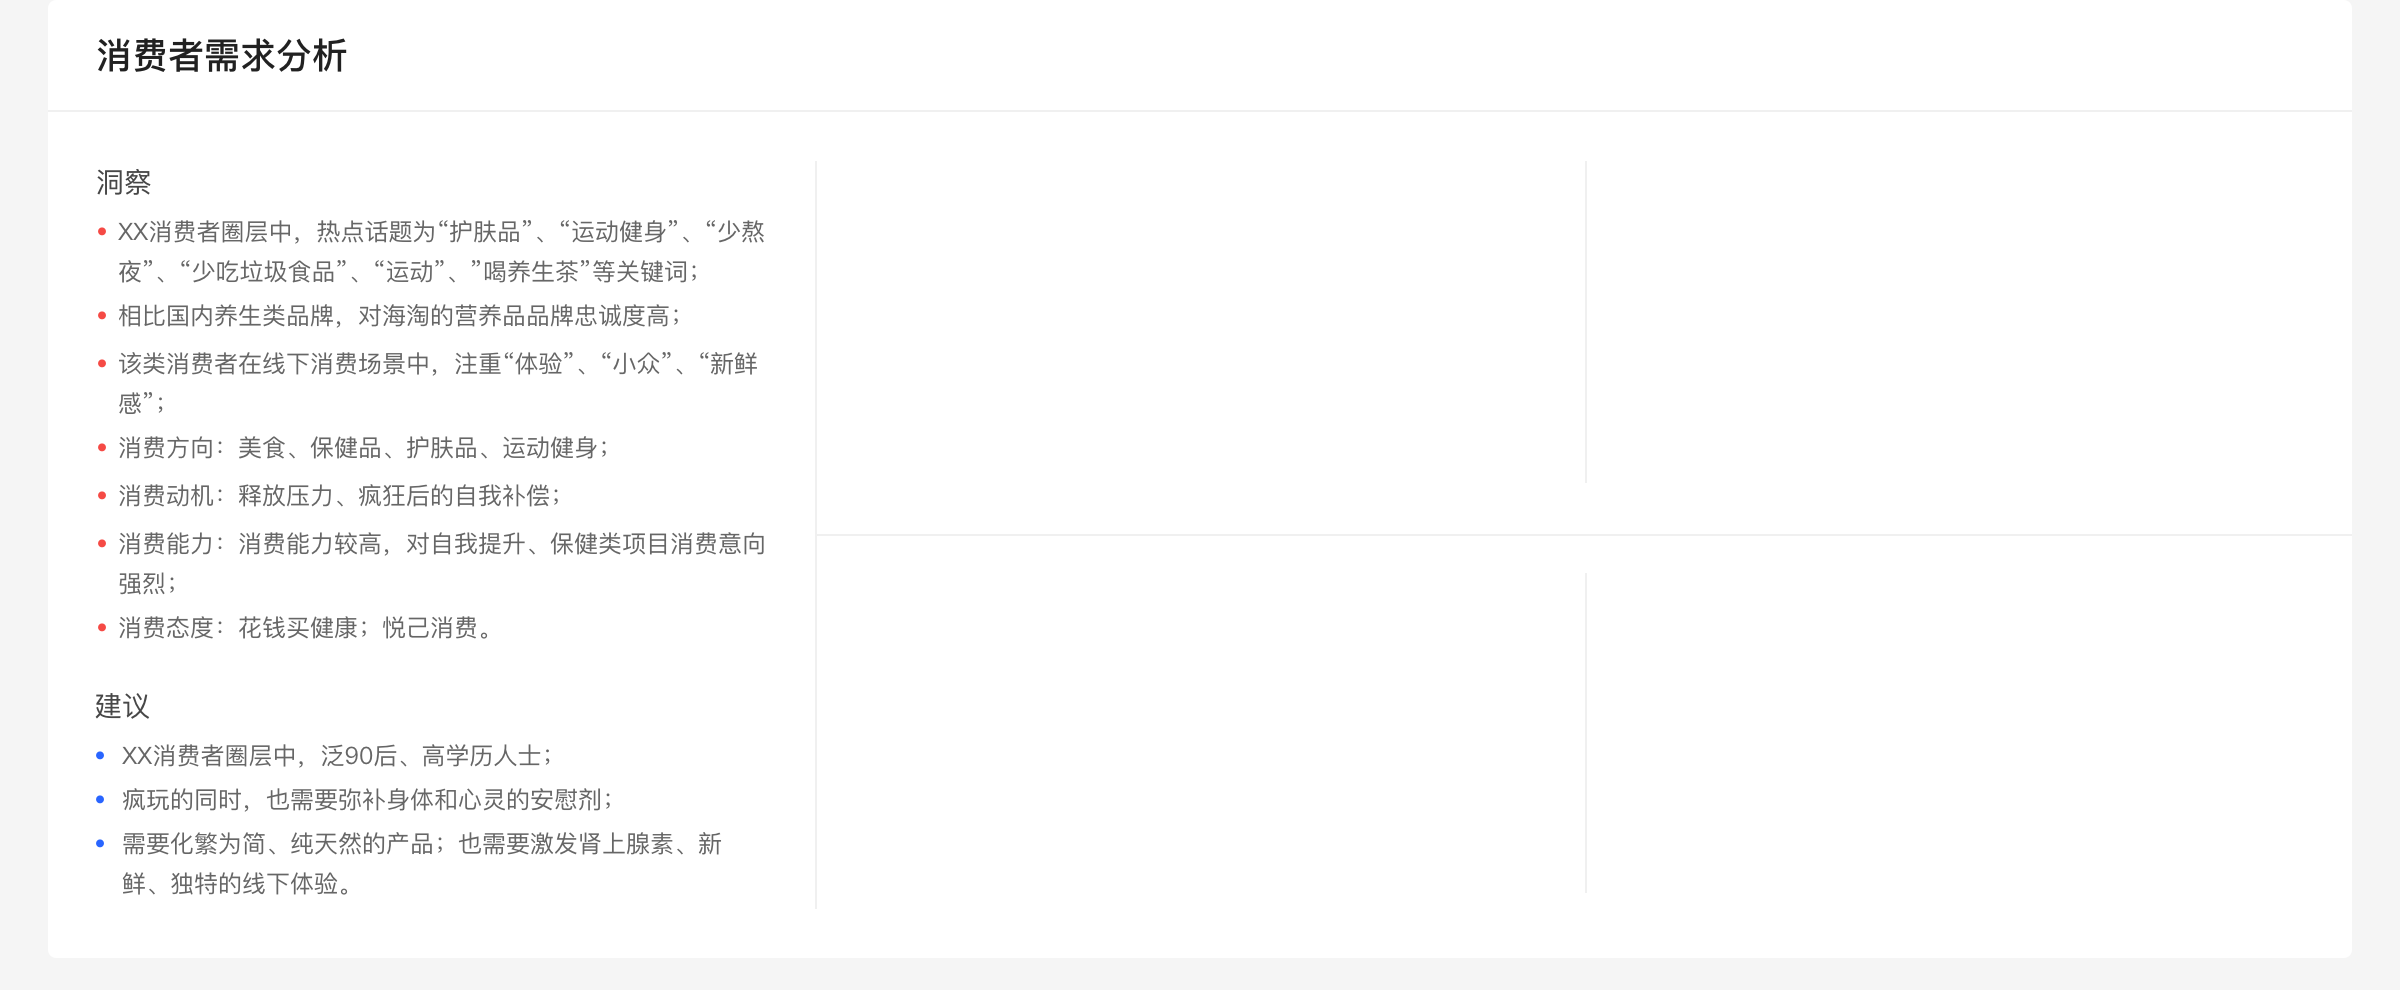 消费者需求分析
洞察
XX消费者圈层中，热点话题为“护肤品”、“运动健身”、“少熬
夜”、“少吃垃圾食品”、“运动”、”喝养生茶”等关键词；
相比国内养生类品牌，对海淘的营养品品牌忠诚度高；
该类消费者在线下消费场景中，注重“体验”、“小众”、“新鲜
感”；
消费方向：美食、保健品、护肤品、运动健身；
消费动机：释放压力、疯狂后的自我补偿；
消费能力：消费能力较高，对自我提升、保健类项目消费意向
强烈；
消费态度：花钱买健康；悦己消费。
建议
XX消费者圈层中，泛90后、高学历人士；
疯玩的同时，也需要弥补身体和心灵的安慰剂；
需要化繁为简、纯天然的产品；也需要激发肾上腺素、新
鲜、独特的线下体验。